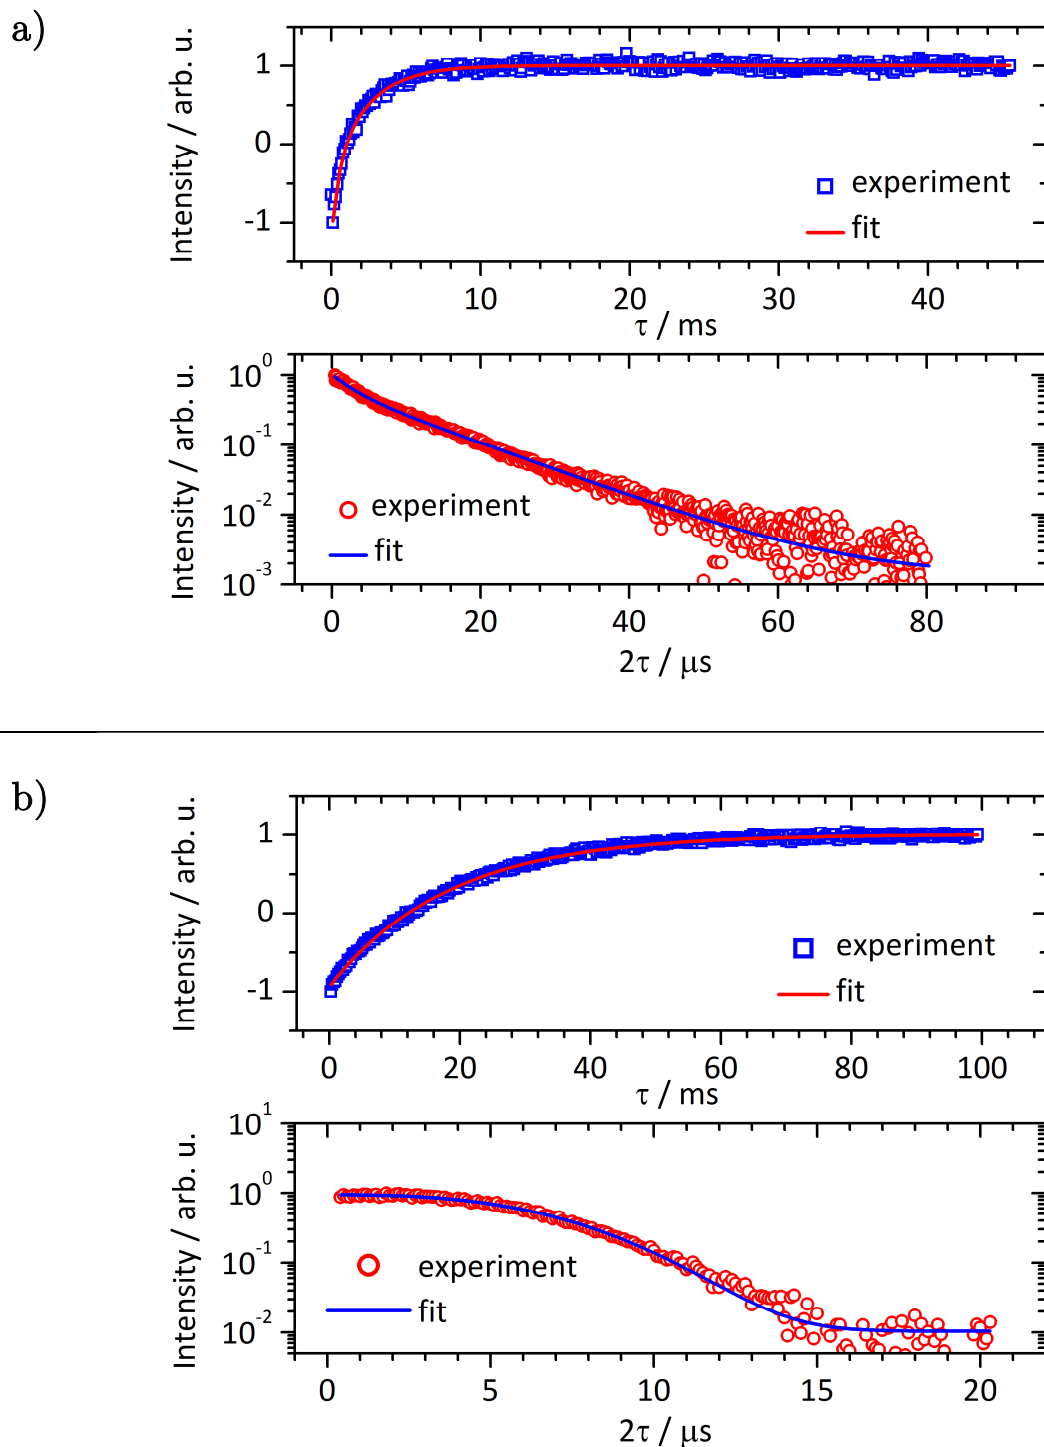 a)
Intensity / arb. u.
1
0
-1
experiment
fit
0 10 20 30 40
τ / ms
Intensity / arb. u.
10^0
10^-1
10^-2
10^-3
experiment
fit
0 20 40 60 80
2τ / μs
b)
Intensity / arb. u.
1
0
-1
experiment
fit
0 20 40 60 80 100
τ / ms
Intensity / arb. u.
10^1
10^0
10^-1
10^-2
experiment
fit
0 5 10 15 20
2τ / μs